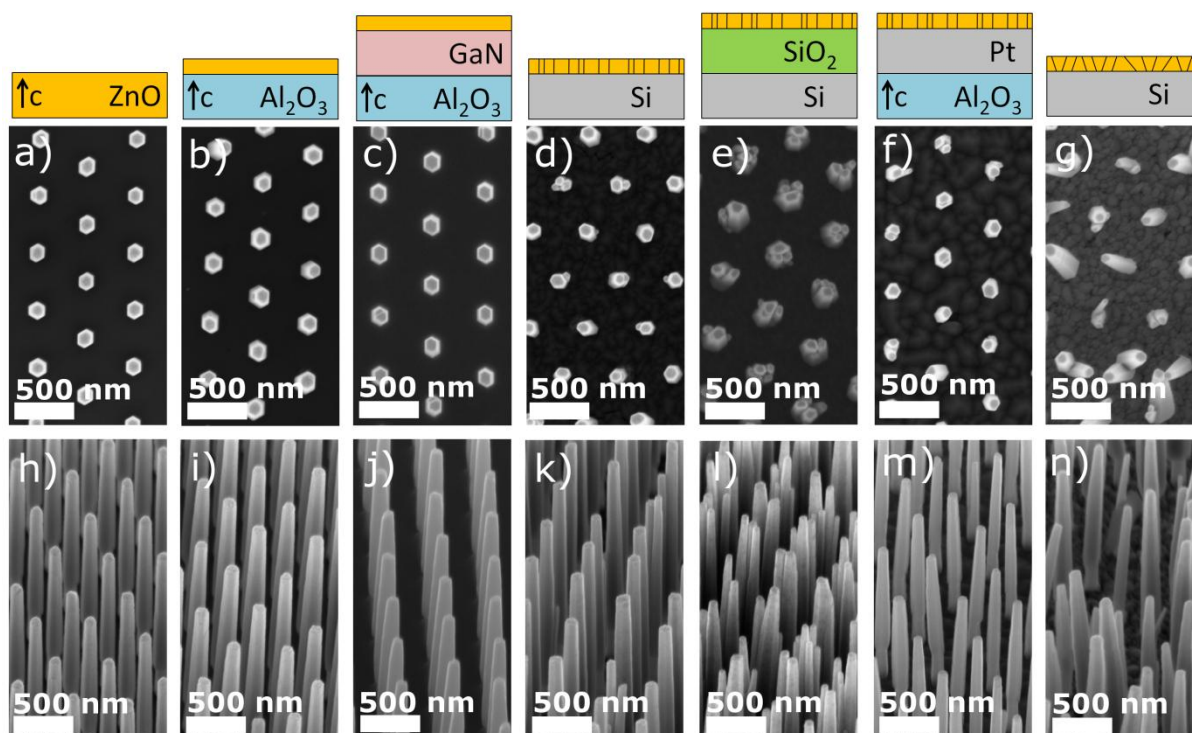 GaN
SiO₂
Pt
↑c ZnO
↑c Al₂O₃
↑c Al₂O₃
Si
Si
↑c Al₂O₃
Si
a)
b)
c)
d)
e)
f)
g)
500 nm
500 nm
500 nm
500 nm
500 nm
500 nm
500 nm
h)
i)
j)
k)
l)
m)
n)
500 nm
500 nm
500 nm
500 nm
500 nm
500 nm
500 nm